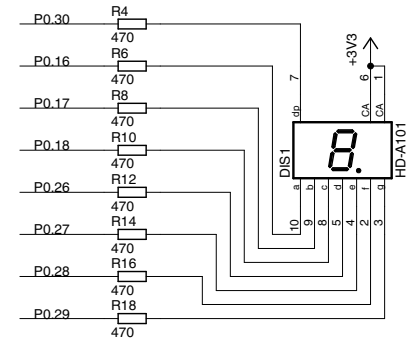 P0.30 R4 470
P0.16 R6 470
P0.17 R8 470
P0.18 R10 470
P0.26 R12 470
P0.27 R14 470
P0.28 R16 470
P0.29 R18 470
+3V3
7 6 1
dp CA CA
DIS1
8.
HD-A101
a b c d e f g
10 9 8 5 4 2 3